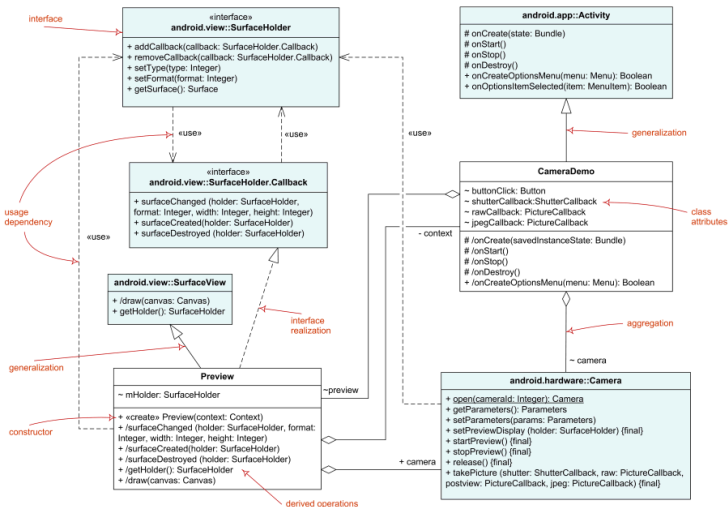 interface
«interface»
android.view::SurfaceHolder
+ addCallback(callback: SurfaceHolder.Callback)
+ removeCallback(callback: SurfaceHolder.Callback)
+ setType(type: Integer)
+ setFormat(format: Integer)
+ getSurface(): Surface
android.app::Activity
# onCreate(state: Bundle)
# onStart()
# onStop()
# onDestroy()
+ onCreateOptionsMenu(menu: Menu): Boolean
+ onOptionsItemSelected(item: MenuItem): Boolean
«use»
«use»
«use»
generalization
«interface»
android.view::SurfaceHolder.Callback
+ surfaceChanged (holder: SurfaceHolder,
format: Integer, width: Integer, height: Integer)
+ surfaceCreated(holder: SurfaceHolder)
+ surfaceDestroyed (holder: SurfaceHolder)
CameraDemo
~ buttonClick: Button
~ shutterCallback:ShutterCallback
~ rawCallback: PictureCallback
~ jpegCallback: PictureCallback
# /onCreate(savedInstanceState: Bundle)
# /onStart()
# /onStop()
# /onDestroy()
+ /onCreateOptionsMenu(menu: Menu): Boolean
class
attributes
usage
dependency
«use»
- context
android.view::SurfaceView
+ /draw(canvas: Canvas)
+ getHolder(): SurfaceHolder
interface
realization
aggregation
generalization
~ camera
Preview
~ mHolder: SurfaceHolder
+ «create» Preview(context: Context)
+ /surfaceChanged (holder: SurfaceHolder, format:
Integer, width: Integer, height: Integer)
+ /surfaceCreated(holder: SurfaceHolder)
+ /surfaceDestroyed (holder: SurfaceHolder)
+ /getHolder(): SurfaceHolder
+ /draw(canvas: Canvas)
~preview
constructor
+ camera
android.hardware::Camera
+ open(cameraId: Integer): Camera
+ getParameters(): Parameters
+ setParameters(params: Parameters)
+ setPreviewDisplay (holder: SurfaceHolder) {final}
+ startPreview() {final}
+ stopPreview() {final}
+ release() {final}
+ takePicture (shutter: ShutterCallback, raw: PictureCallback,
postview: PictureCallback, jpeg: PictureCallback) {final}
derived operations